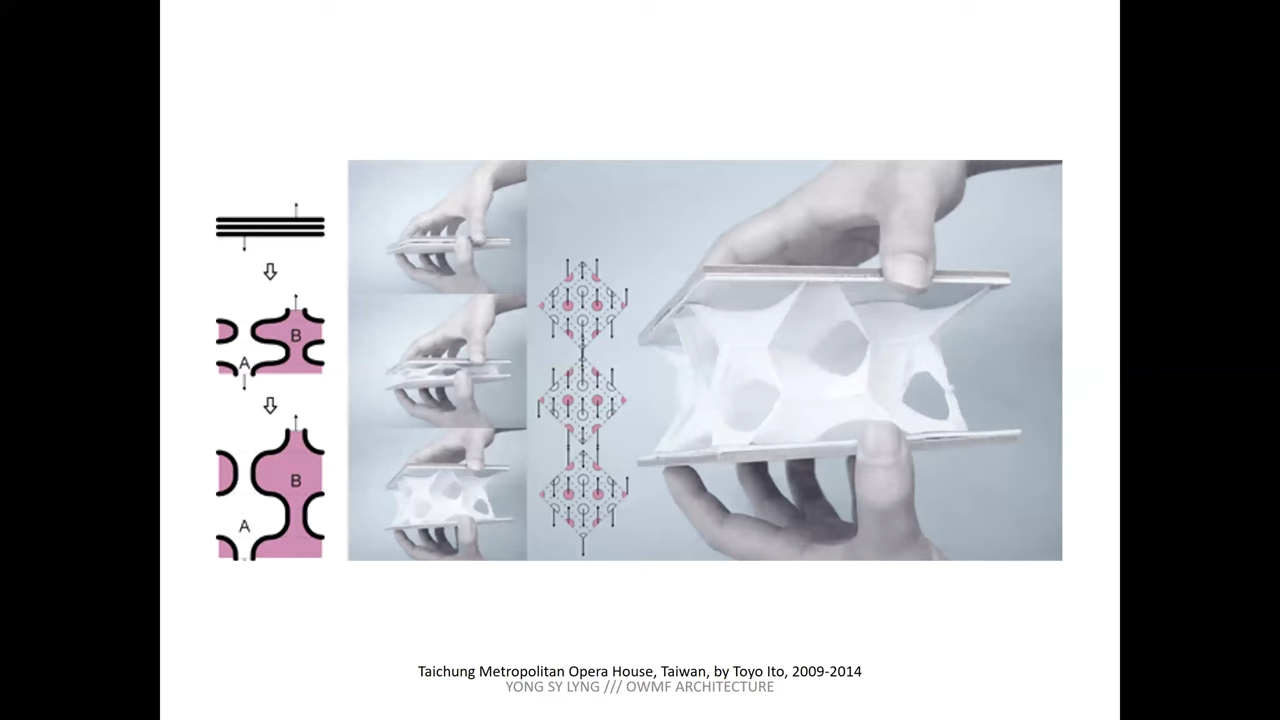 B
A
B
A
Taichung Metropolitan Opera House, Taiwan, by Toyo Ito, 2009-2014
YONG SY LYNG /// OWMF ARCHITECTURE